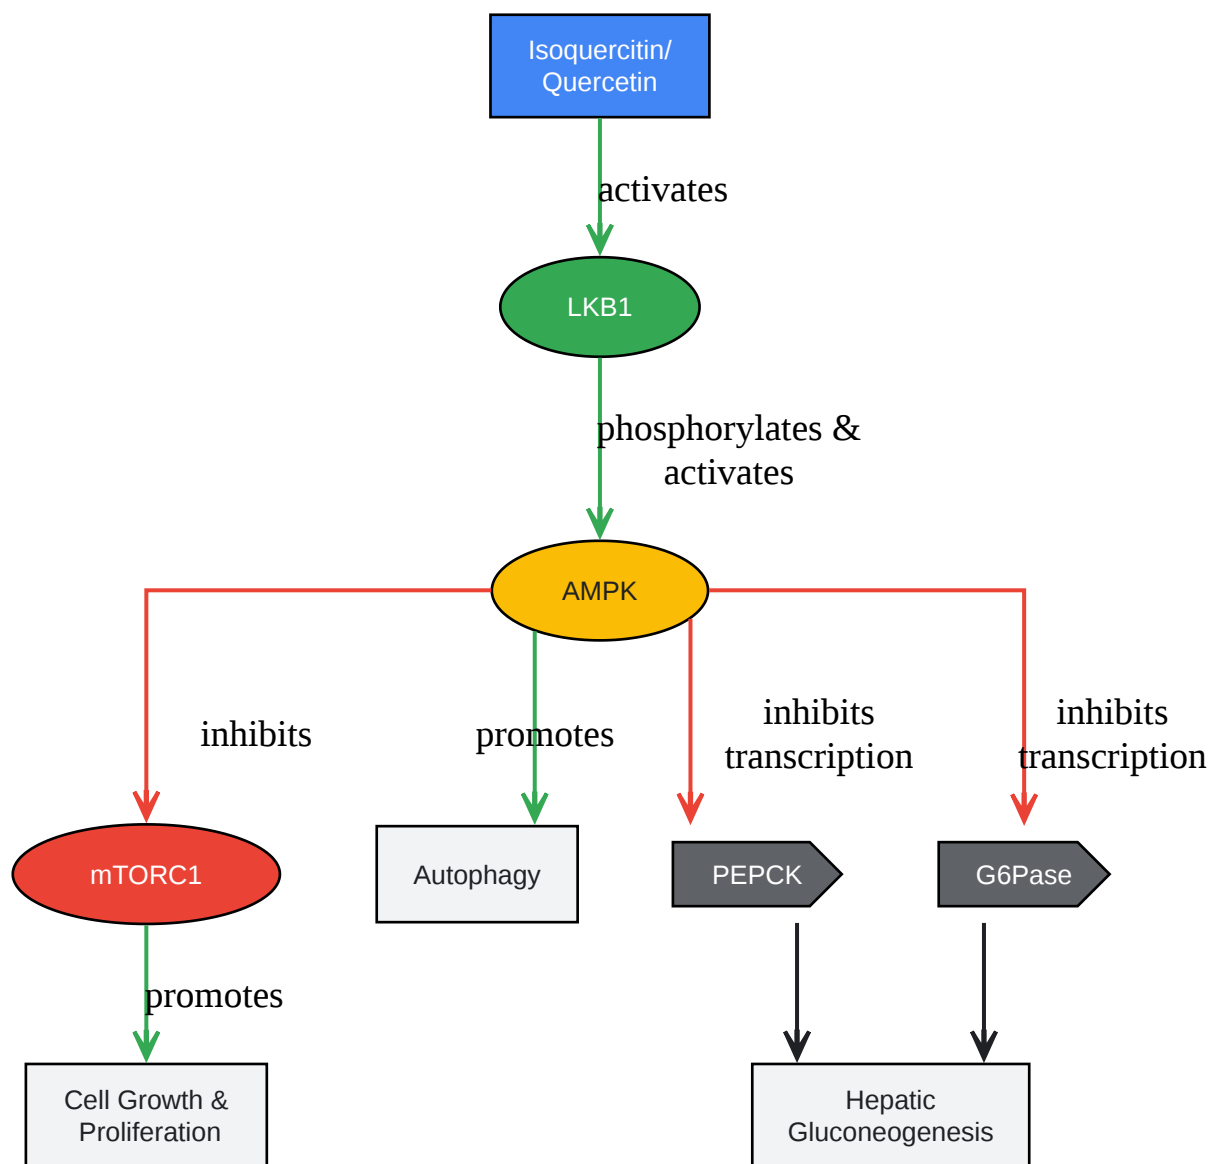 Isoquercitin/
Quercetin
activates
LKB1
phosphorylates &
activates
AMPK
inhibits
promotes
inhibits
transcription
inhibits
transcription
mTORC1
Autophagy
PEPCK
G6Pase
promotes
Cell Growth &
Proliferation
Hepatic
Gluconeogenesis